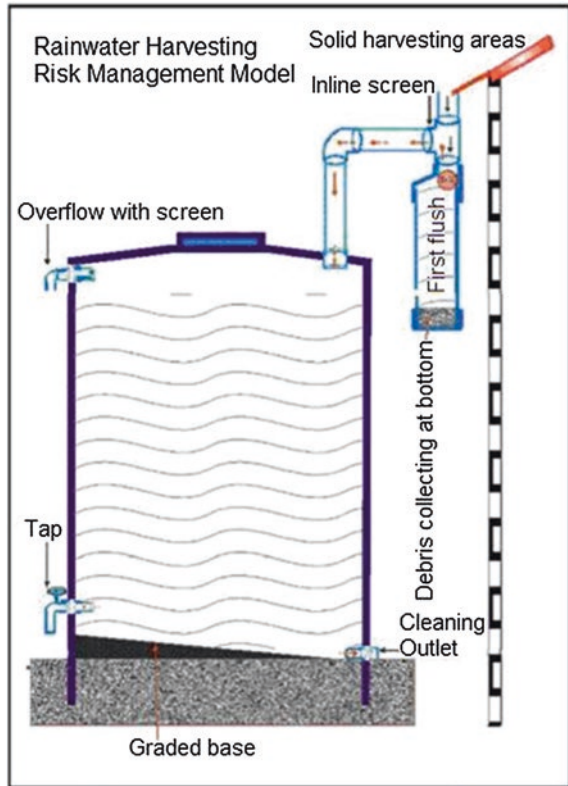 Rainwater Harvesting
Risk Management Model
Solid harvesting areas
Inline screen
Overflow with screen
First flush
Debris collecting at bottom
Tap
Cleaning
Outlet
Graded base